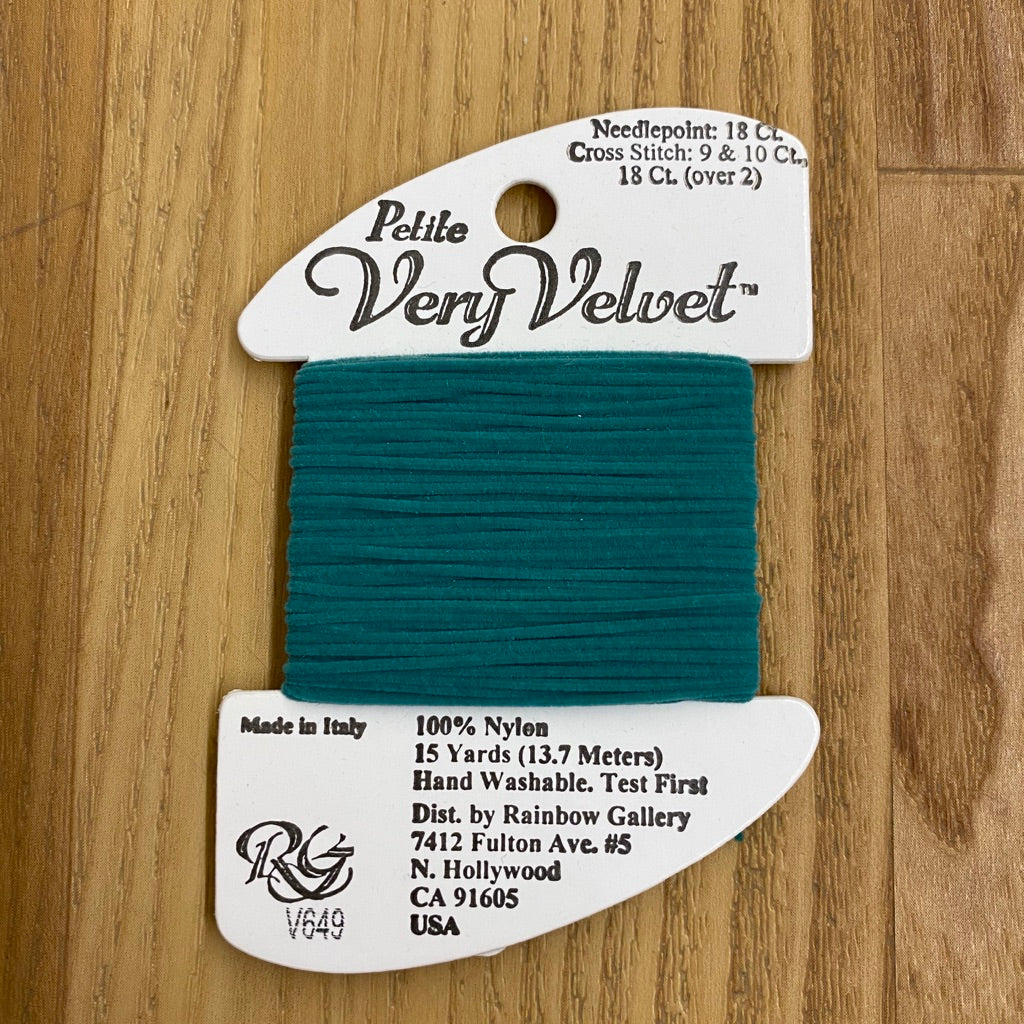 Needlepoint: 18 Ct.
Cross Stitch: 9 & 10 Ct.,
18 Ct. (over 2)
Petite
Very Velvet™
Made in Italy
100% Nylon
15 Yards (13.7 Meters)
Hand Washable. Test First
Dist. by Rainbow Gallery
7412 Fulton Ave. #5
N. Hollywood
CA 91605
USA
RG
V649